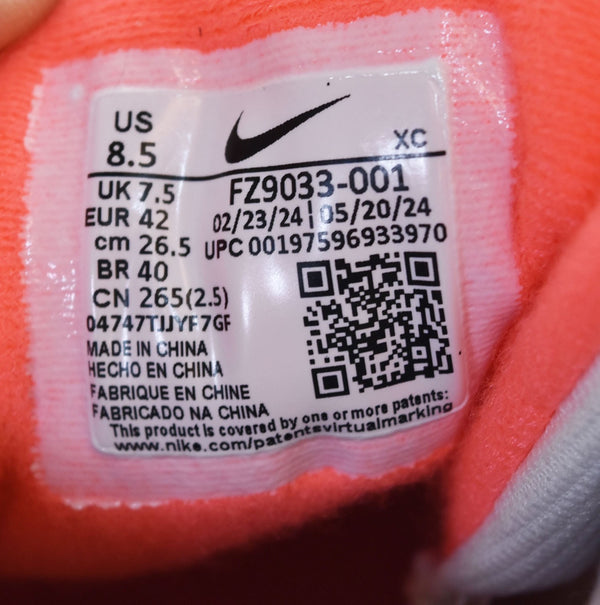 US
8.5
XC
UK 7.5
FZ9033-001
EUR 42
02/23/24 | 05/20/24
cm 26.5
UPC 00197596933970
BR 40
CN 265(2.5)
04747TJJYF7GF
MADE IN CHINA
HECHO EN CHINA
FABRIQUE EN CHINE
FABRICADO NA CHINA
This product is covered by one or more patents:
www.nike.com/patentsvirtualmarking